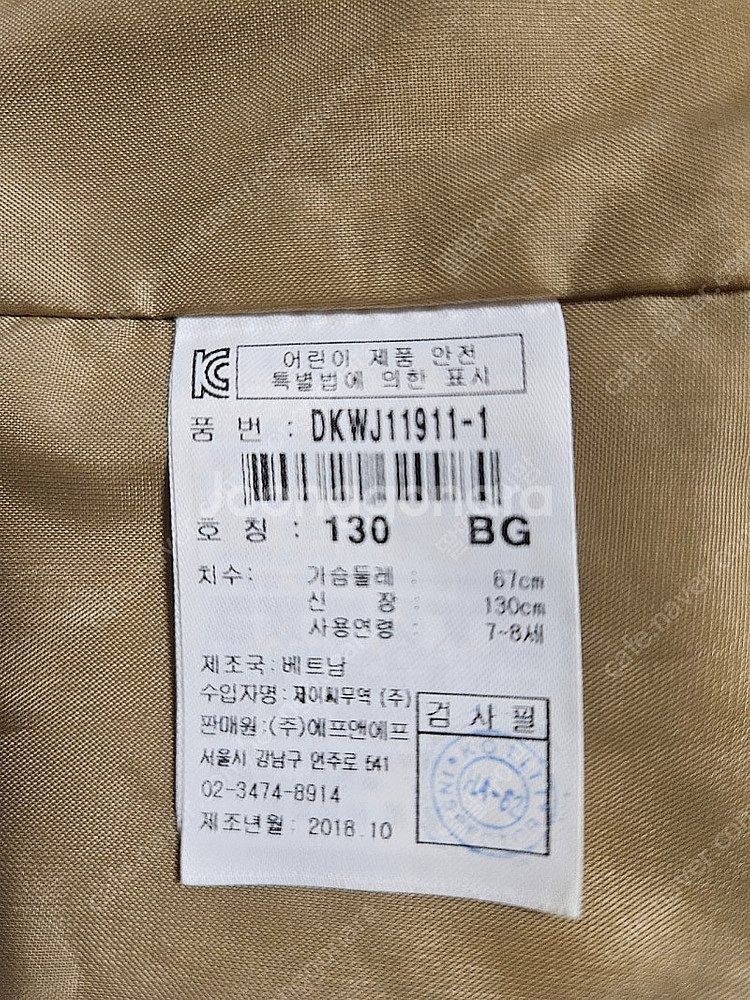 KC
어린이 제품 안전
특별법에 의한 표시
품 번 : DKWJ11911-1
Joonggonara
호 칭 : 130 BG
치수: 가슴둘레 : 67cm
신 장 : 130cm
사용연령 : 7~8세
제조국:베트남
수입자명:제이씨무역 (주)
판매원:(주)에프앤에프
서울시 강남구 언주로 541
02-3474-8914
제조년월: 2018.10
검 사 필